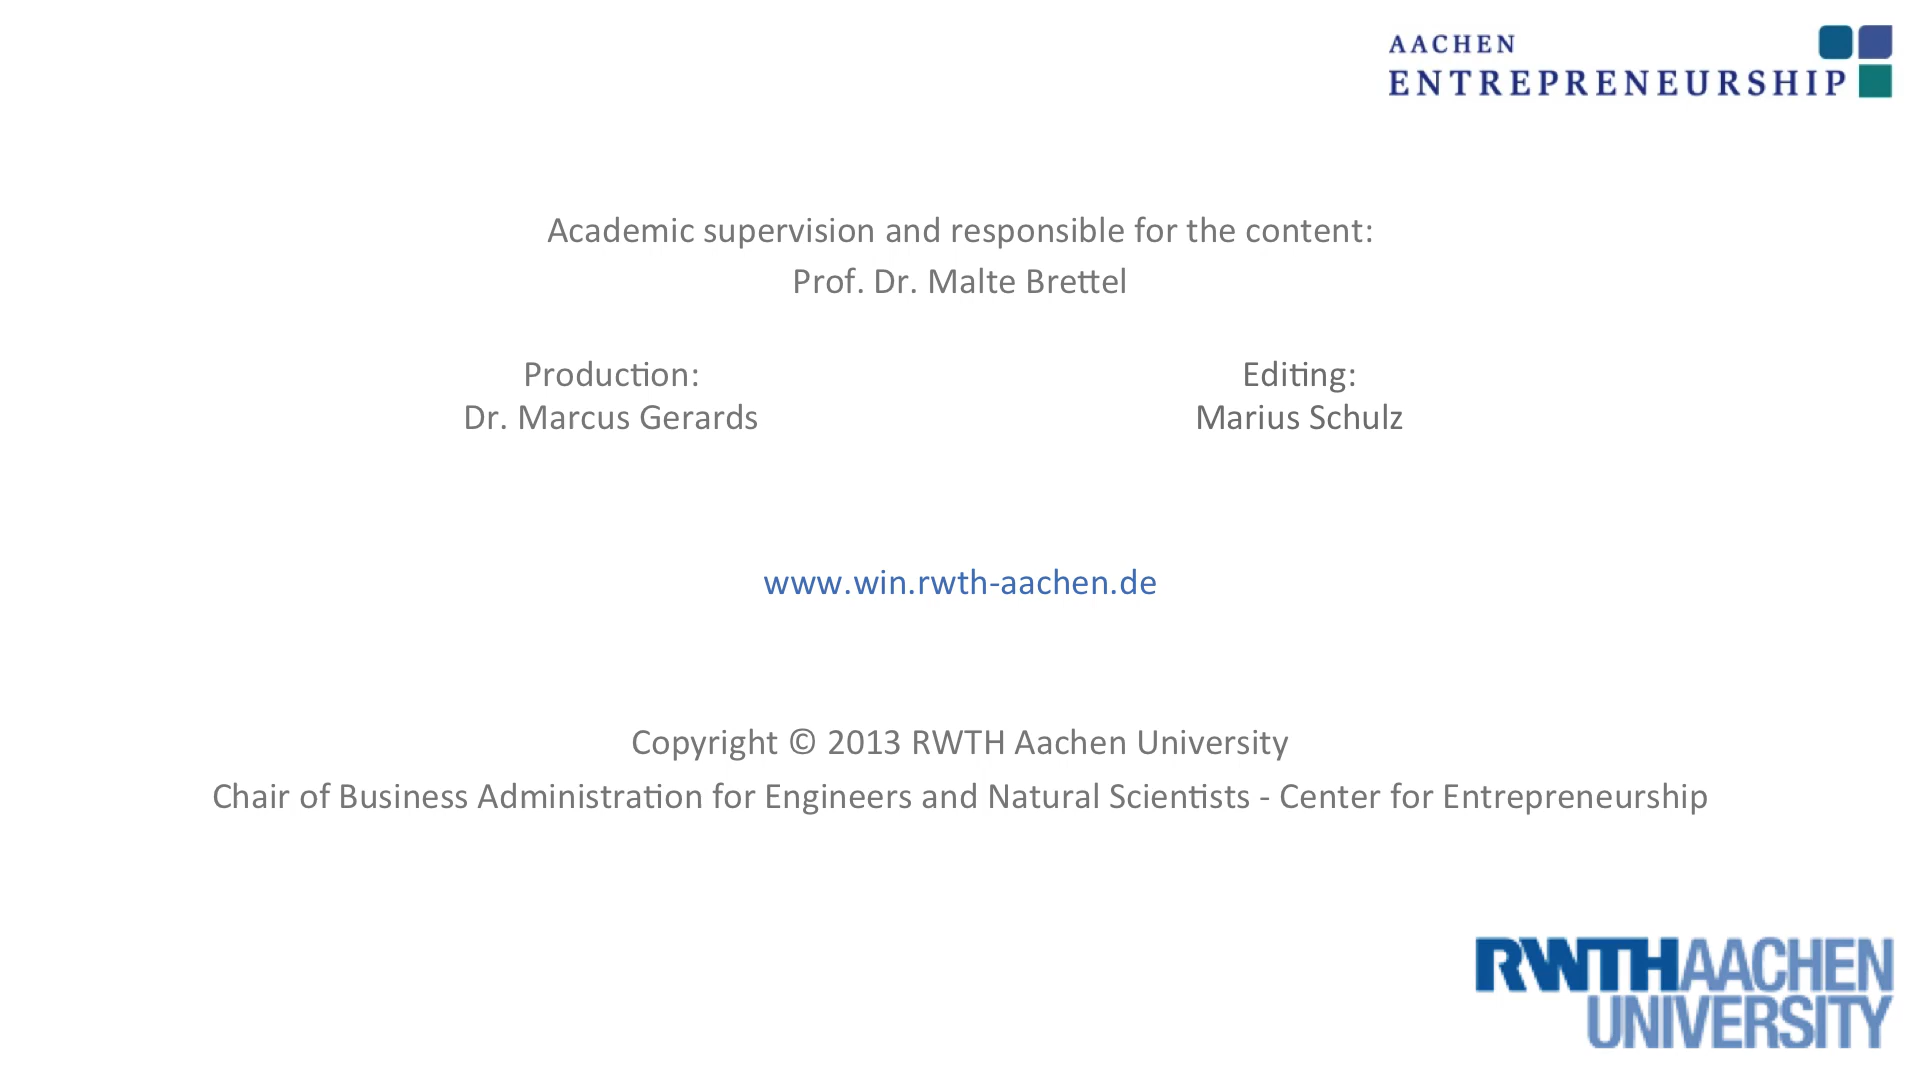 AACHEN
ENTREPRENEURSHIP
Academic supervision and responsible for the content:
Prof. Dr. Malte Brettel
Production:
Dr. Marcus Gerards
Editing:
Marius Schulz
www.win.rwth-aachen.de
Copyright © 2013 RWTH Aachen University
Chair of Business Administration for Engineers and Natural Scientists - Center for Entrepreneurship
RWTHAACHEN
UNIVERSITY